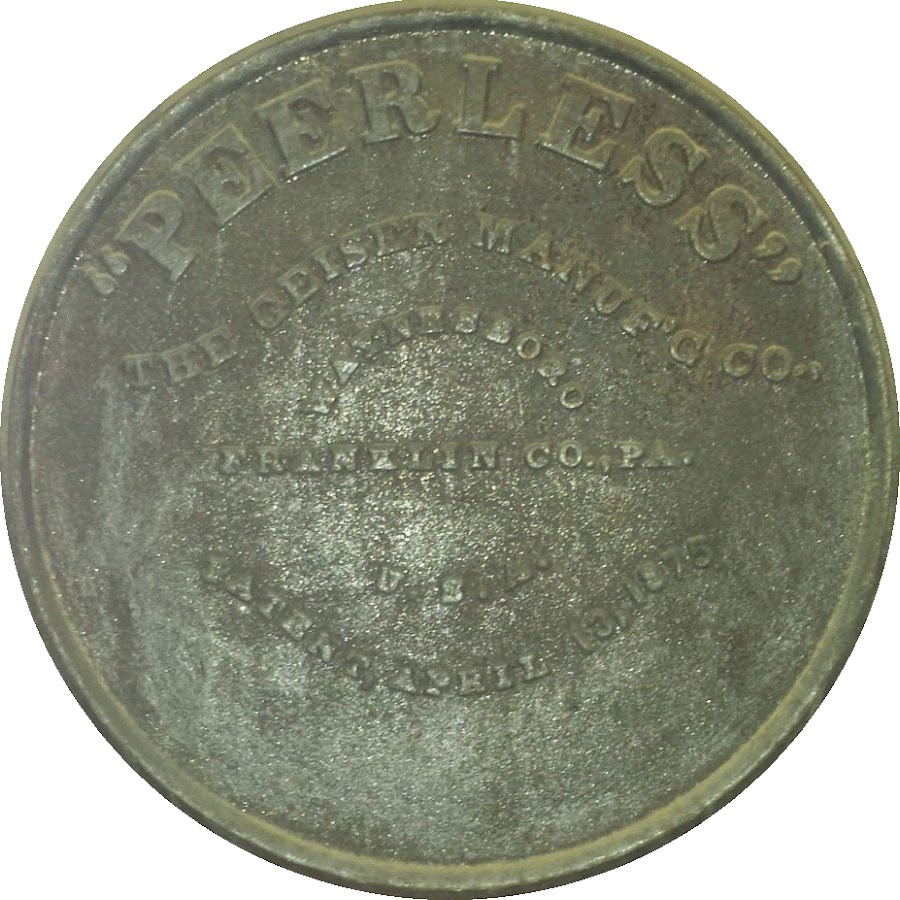 "PEERLESS"
THE GEISER MANUF'G CO.,
WAYNESBORO
FRANKLIN CO., PA.
U.S.A.
PATENT, APRIL 13, 1875